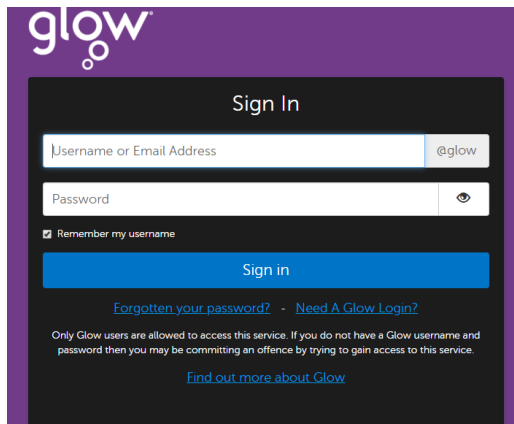 glow
Sign In
Username or Email Address
@glow
Password
Remember my username
Sign in
Forgotten your password? - Need A Glow Login?
Only Glow users are allowed to access this service. If you do not have a Glow username and
password then you may be committing an offence by trying to gain access to this service.
Find out more about Glow